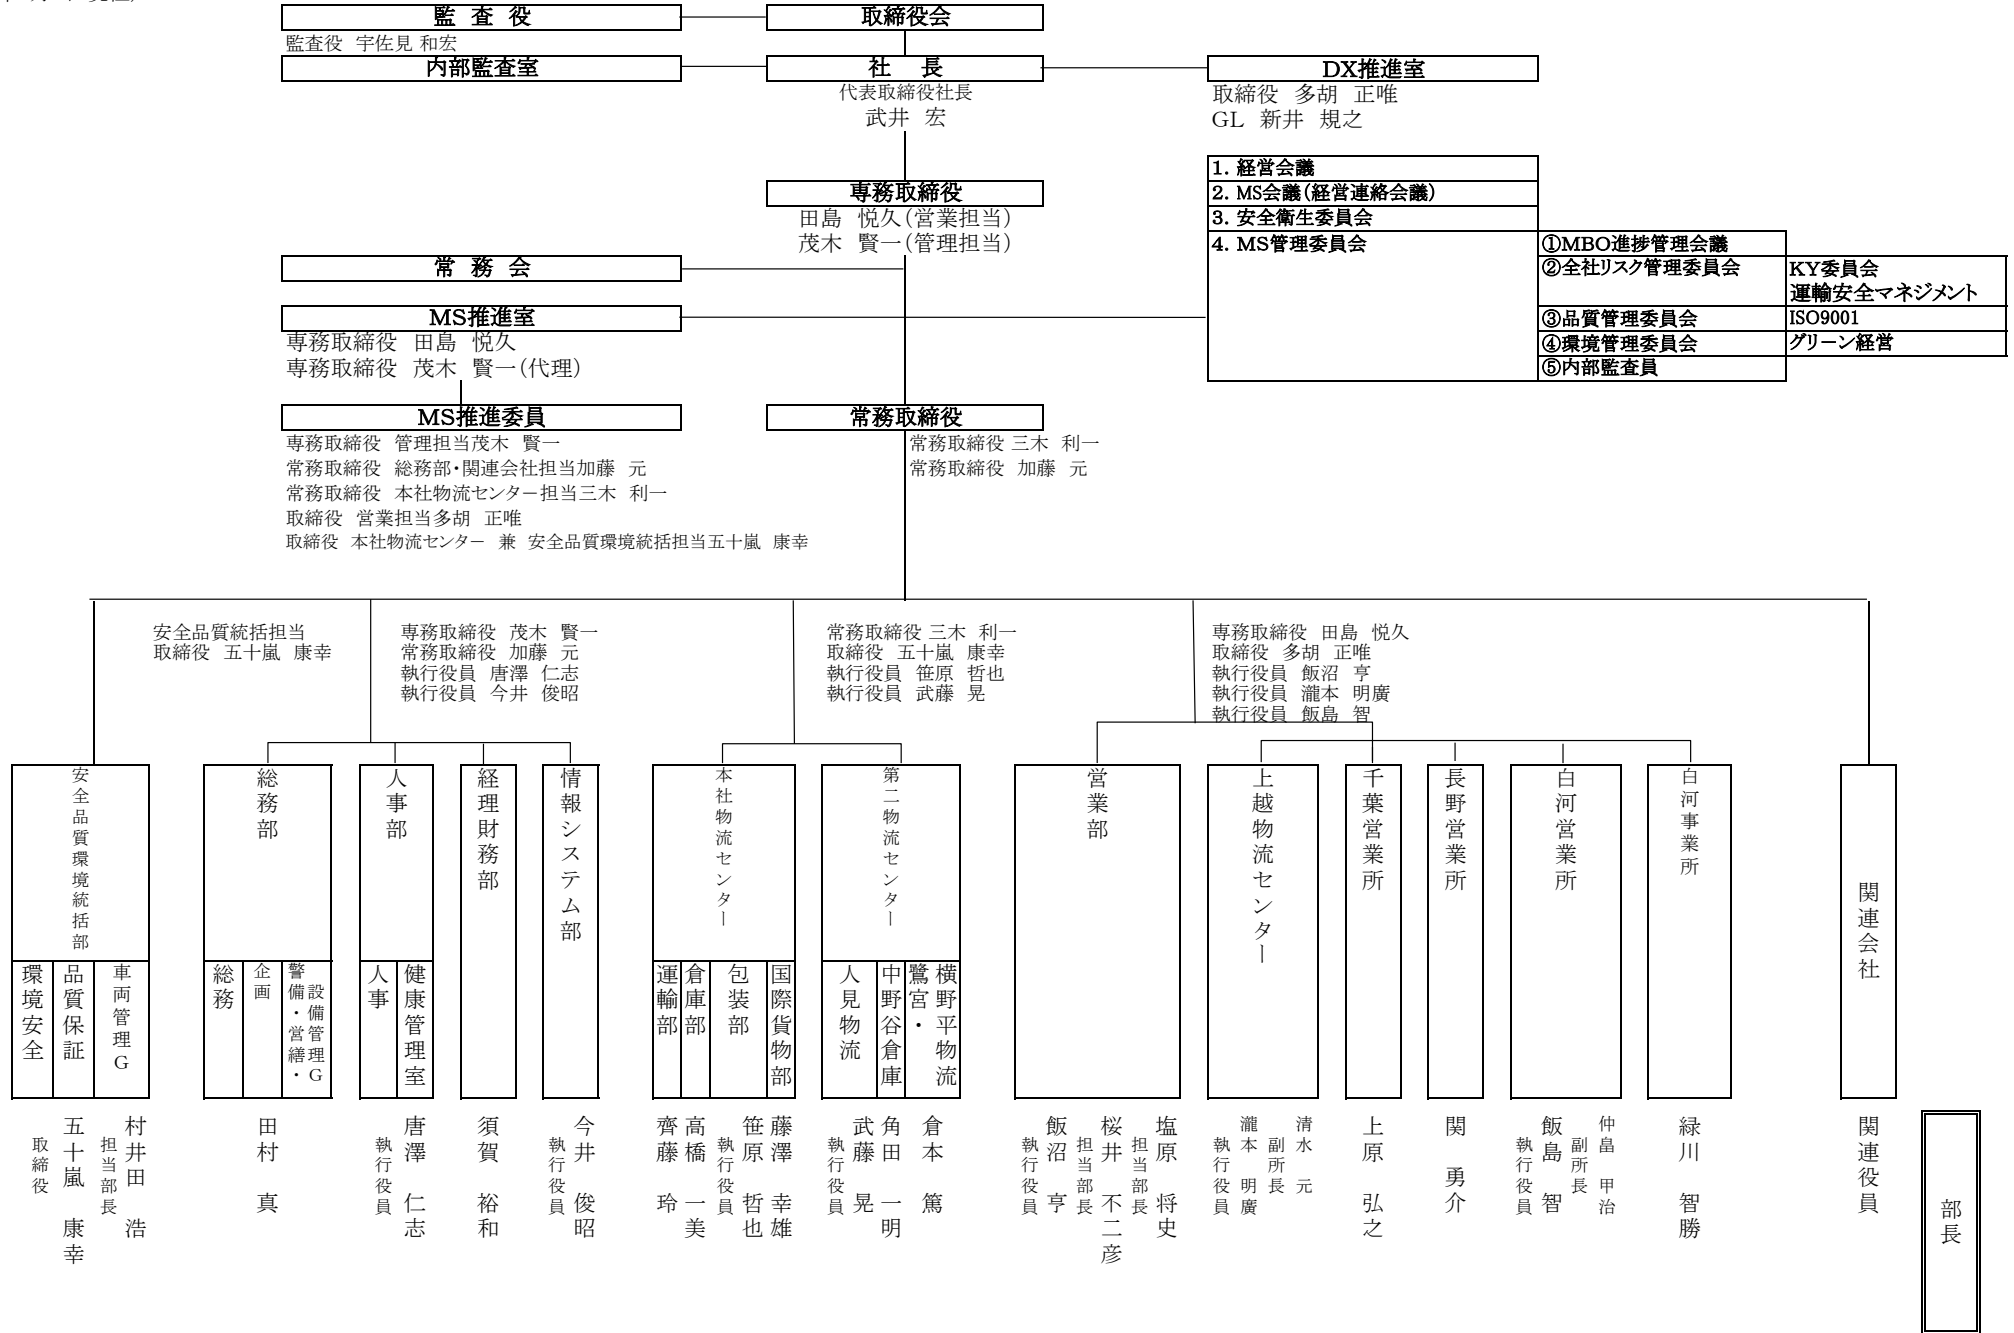 監 査 役
取締役会
監査役 宇佐見 和宏
内部監査室
社 長
DX推進室
代表取締役社長
武井 宏
取締役 多胡 正唯
GL 新井 規之
1. 経営会議
2. MS会議(経営連絡会議)
3. 安全衛生委員会
4. MS管理委員会
①MBO進捗管理会議
②全社リスク管理委員会
KY委員会
運輸安全マネジメント
③品質管理委員会
ISO9001
④環境管理委員会
グリーン経営
⑤内部監査員
専務取締役
田島 悦久(営業担当)
茂木 賢一(管理担当)
常 務 会
MS推進室
専務取締役 田島 悦久
専務取締役 茂木 賢一(代理)
MS推進委員
専務取締役 管理担当茂木 賢一
常務取締役 総務部・関連会社担当加藤 元
常務取締役 本社物流センター担当三木 利一
取締役 営業担当多胡 正唯
取締役 本社物流センター 兼 安全品質環境統括担当五十嵐 康幸
常務取締役
常務取締役 三木 利一
常務取締役 加藤 元
安全品質統括担当
取締役 五十嵐 康幸
専務取締役 茂木 賢一
常務取締役 加藤 元
執行役員 唐澤 仁志
執行役員 今井 俊昭
常務取締役 三木 利一
取締役 五十嵐 康幸
執行役員 笹原 哲也
執行役員 武藤 晃
専務取締役 田島 悦久
取締役 多胡 正唯
執行役員 飯沼 亨
執行役員 瀧本 明廣
執行役員 飯島 智
安全品質環境統括部
環境安全
品質保証
車両管理G
総務部
総務
企画
警備・営繕・
設備管理G
人事部
人事
健康管理室
経理財務部
情報システム部
本社物流センター
運輸部
倉庫部
包装部
国際貨物部
第二物流センター
人見物流
中野谷倉庫
鷺宮・
横野平物流
営業部
上越物流センター
千葉営業所
長野営業所
白河営業所
白河事業所
関連会社
取締役
五十嵐 康幸
担当部長
村井田 浩
田村 真
執行役員
唐澤 仁志
須賀 裕和
執行役員
今井 俊昭
齊藤 玲
高橋 一美
執行役員
笹原 哲也
藤澤 幸雄
執行役員
武藤 晃
角田 一明
倉本 篤
執行役員
飯沼 亨
担当部長
桜井 不二彦
担当部長
塩原 将史
執行役員
瀧本 明廣
副所長
清水 元
上原 弘之
関 勇介
執行役員
飯島 智
副所長
仲畠 甲治
緑川 智勝
関連役員
部長